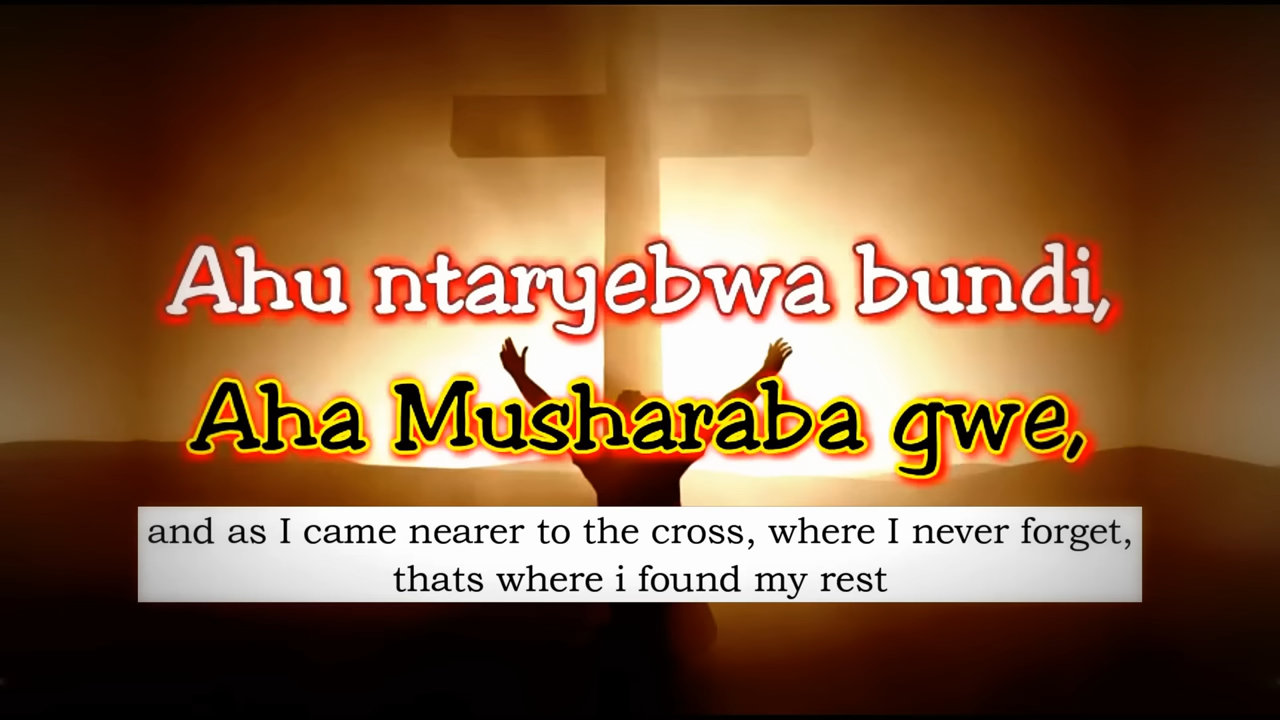 Ahu ntaryebwa bundi,
Aha Musharaba gwe,
and as I came nearer to the cross, where I never forget,
thats where i found my rest